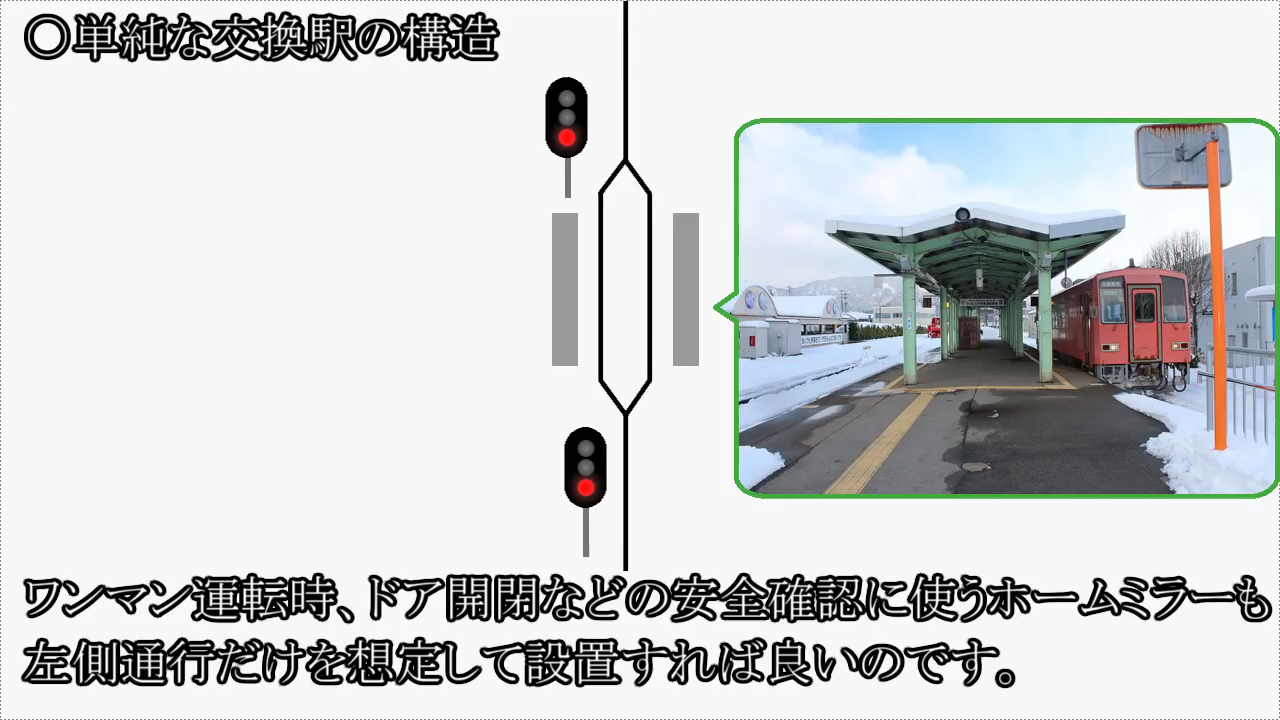 〇単純な交換駅の構造
ワンマン運転時、ドア開閉などの安全確認に使うホームミラーも
左側通行だけを想定して設置すれば良いのです。